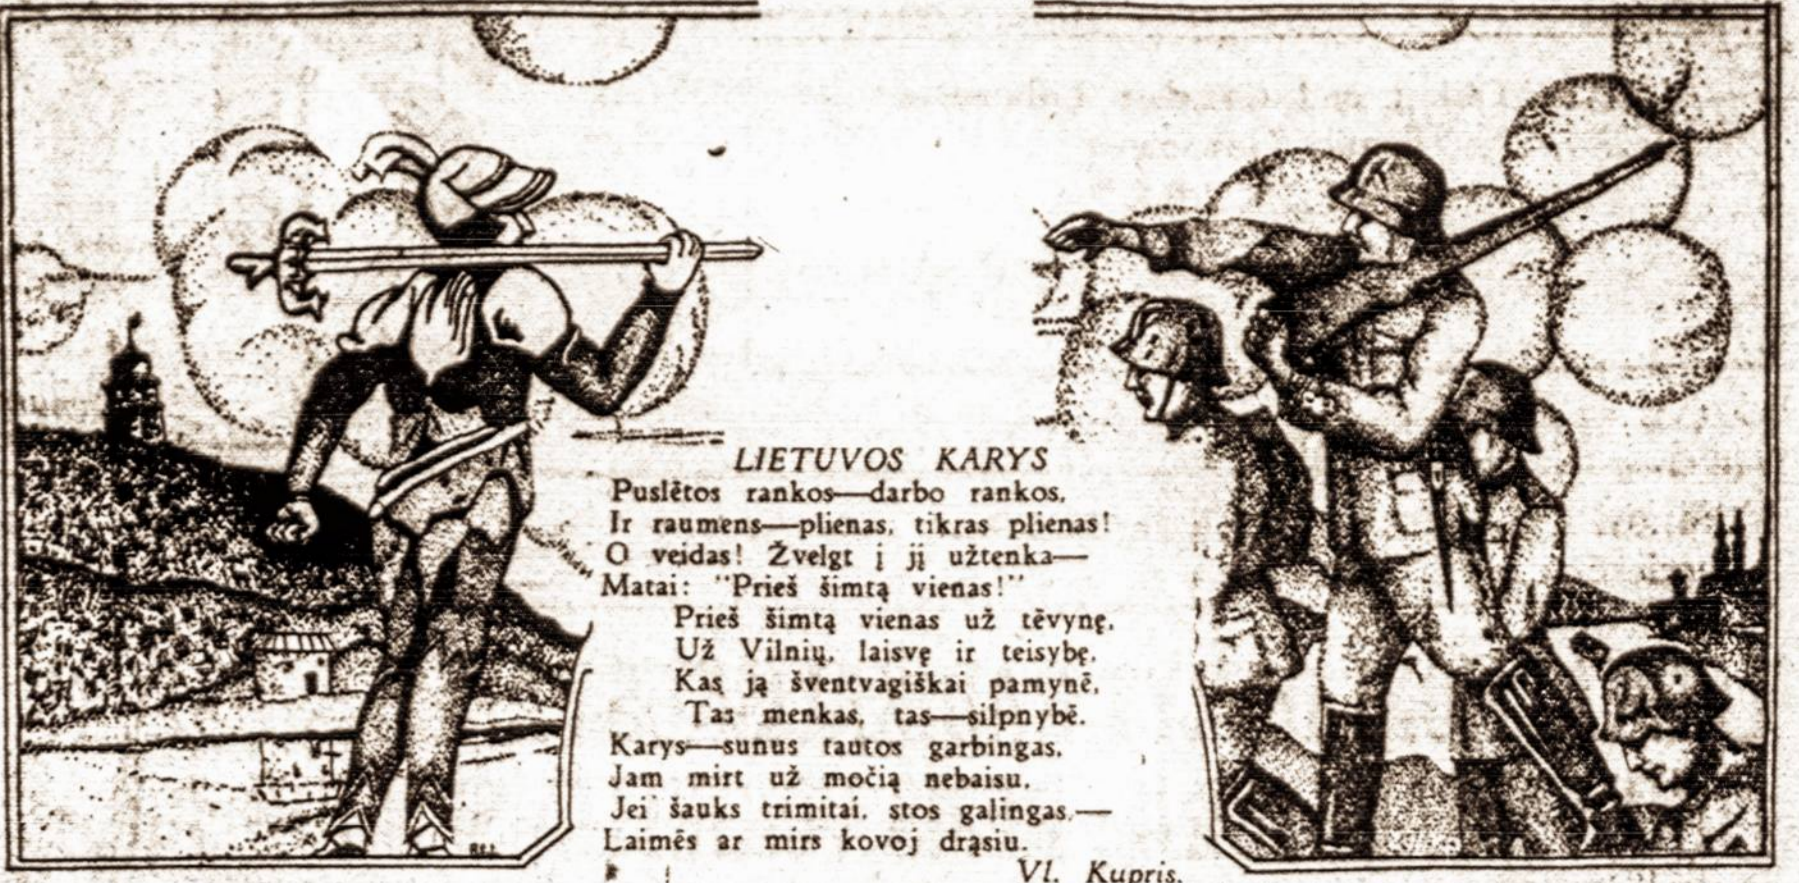 LIETUVOS KARYS
Puslėtos rankos—darbo rankos.
Ir raumens—plienas, tikras plienas!
O veidas! Žvelgt į jį užtenka—
Matai: "Prieš šimtą vienas!"
Prieš šimtą vienas už tėvynę,
Už Vilnių, laisvę ir teisybę.
Kas ją šventvagiškai pamynė,
Tas menkas, tas—silpnybė.
Karys—sunus tautos garbingas.
Jam mirt už močią nebaisu.
Jei šauks trimitai, stos galingas,—
Laimės ar mirs kovoj drąsiu.
Vl. Kupris.